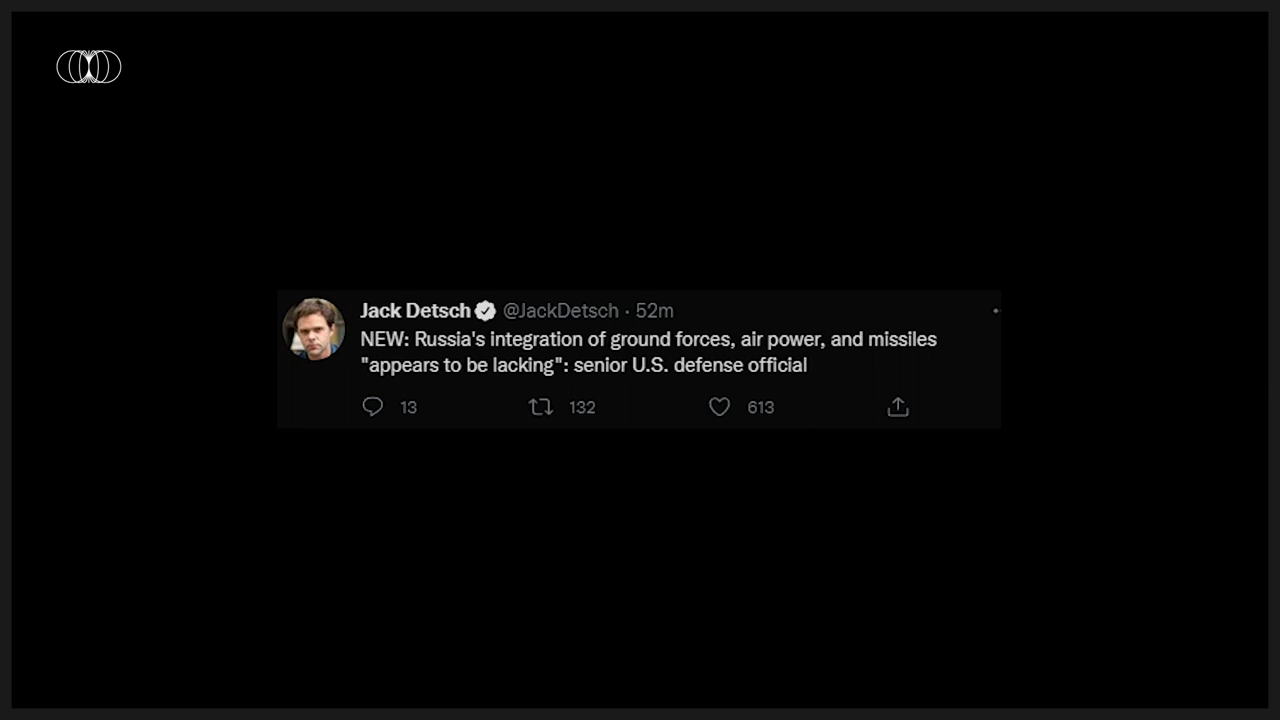 Jack Detsch @JackDetsch · 52m
NEW: Russia's integration of ground forces, air power, and missiles
"appears to be lacking": senior U.S. defense official
13 132 613